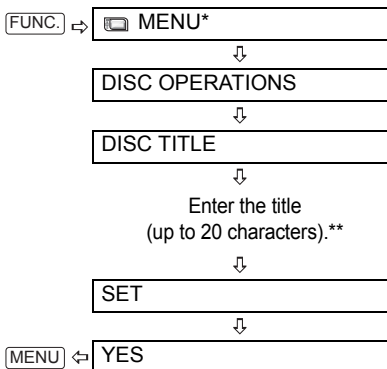 FUNC. ⇨ MENU*
⇩
DISC OPERATIONS
⇩
DISC TITLE
⇩
Enter the title
(up to 20 characters).**
⇩
SET
⇩
MENU ⇦ YES